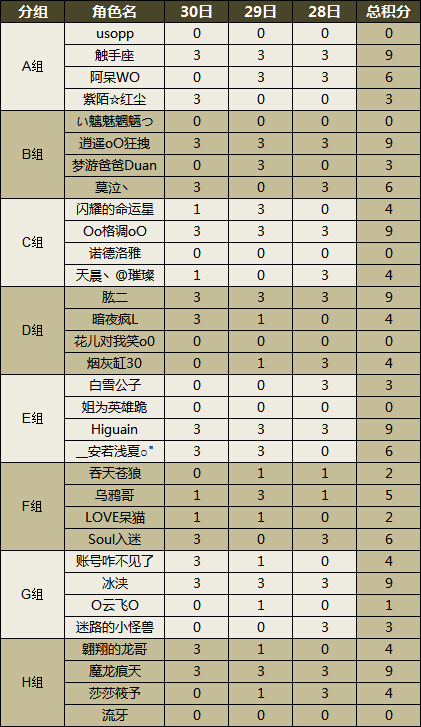 分组 角色名 30日 29日 28日 总积分
A组 usopp 0 0 0 0
触手座 3 3 3 9
阿呆WO 0 3 3 6
紫陌☆红尘 3 0 0 3
B组 い魑魅魍魉つ 0 0 0 0
逍遥oO狂拽 3 3 3 9
梦游爸爸Duan 0 3 0 3
莫泣丶 3 0 3 6
C组 闪耀的命运星 1 3 0 4
Oo格调oO 3 3 3 9
诺德洛雅 0 0 0 0
天晨丶@璀璨 1 0 3 4
D组 肱二 3 3 3 9
暗夜疯L 3 1 0 4
花儿对我笑o0 0 0 0 0
烟灰缸30 0 1 3 4
E组 白雪公子 0 0 3 3
姐为英雄跪 0 0 0 0
Higuain 3 3 3 9
__安若浅夏○" 3 3 0 6
F组 吞天苍狼 0 1 1 2
乌鸦哥 1 3 1 5
LOVE呆猫 1 1 0 2
Soul入迷 3 0 3 6
G组 账号咋不见了 3 1 0 4
冰浃 3 3 3 9
O云飞O 0 1 0 1
迷路的小怪兽 0 0 3 3
H组 翱翔的龙哥 3 1 0 4
魔龙痕天 3 3 3 9
莎莎筱予 0 1 3 4
流牙 0 0 0 0